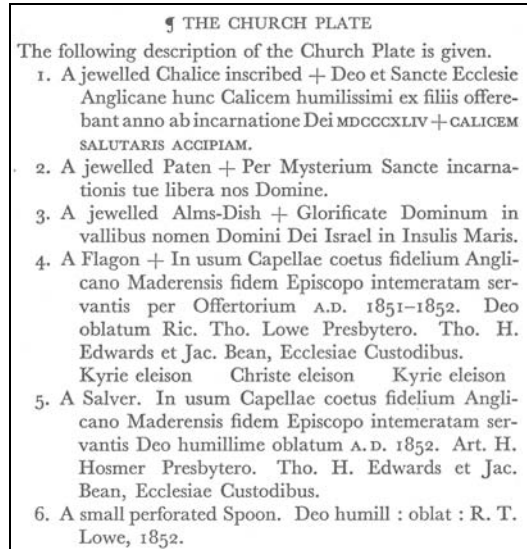 ¶ THE CHURCH PLATE
The following description of the Church Plate is given.
1. A jewelled Chalice inscribed + Deo et Sancte Ecclesie
Anglicane hunc Calicem humilissimi ex filiis offere-
bant anno ab incarnatione Dei MDCCCXLIV + CALICEM
SALUTARIS ACCIPIAM.
2. A jewelled Paten + Per Mysterium Sancte incarna-
tionis tue libera nos Domine.
3. A jewelled Alms-Dish + Glorificate Dominum in
vallibus nomen Domini Dei Israel in Insulis Maris.
4. A Flagon + In usum Capellae coetus fidelium Angli-
cano Maderensis fidem Episcopo intemeratam ser-
vantis per Offertorium A.D. 1851–1852. Deo
oblatum Ric. Tho. Lowe Presbytero. Tho. H.
Edwards et Jac. Bean, Ecclesiae Custodibus.
Kyrie eleison Christe eleison Kyrie eleison
5. A Salver. In usum Capellae coetus fidelium Angli-
cano Maderensis fidem Episcopo intemeratam ser-
vantis Deo humillime oblatum A.D. 1852. Art. H.
Hosmer Presbytero. Tho. H. Edwards et Jac.
Bean, Ecclesiae Custodibus.
6. A small perforated Spoon. Deo humill : oblat : R. T.
Lowe, 1852.